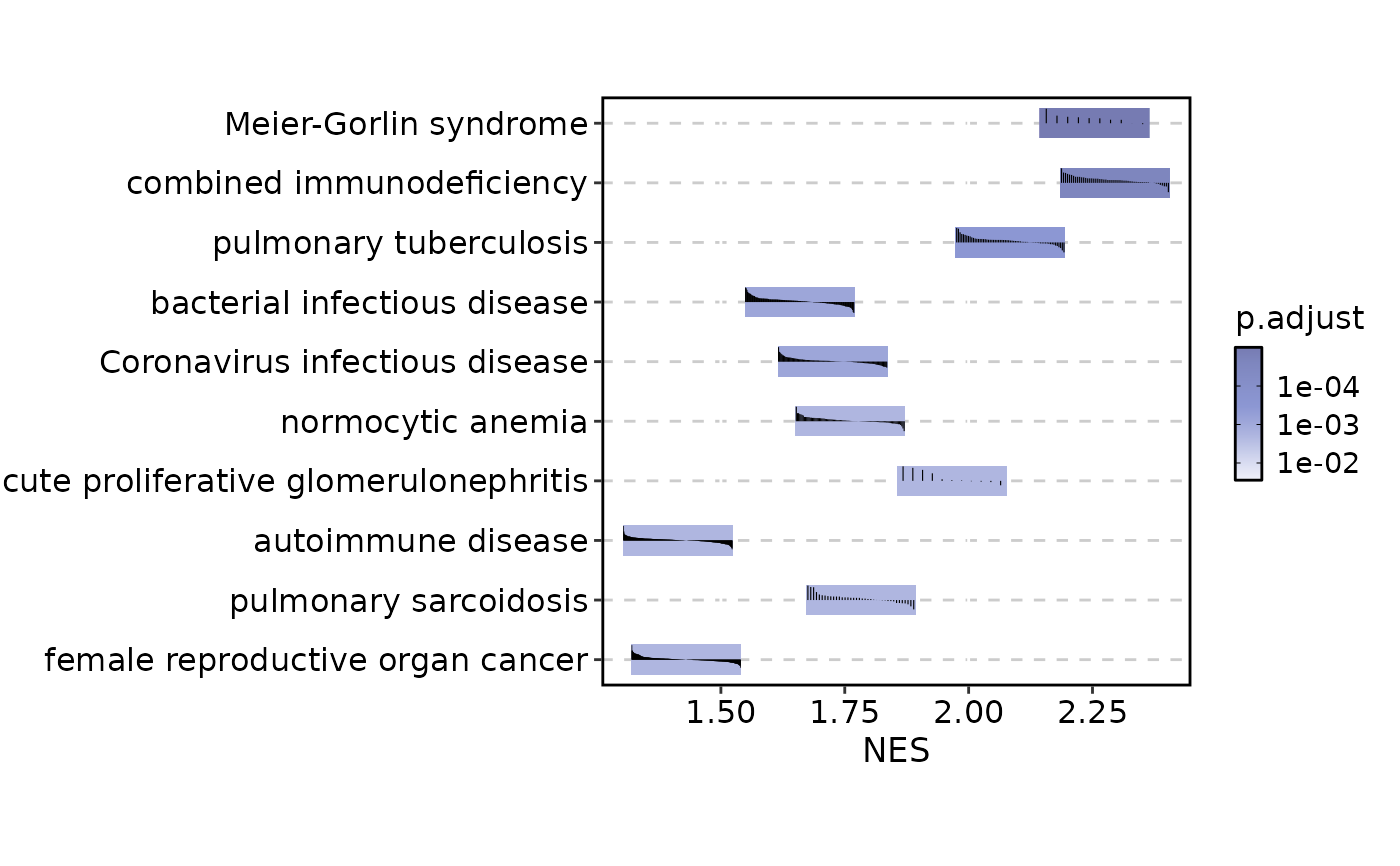 Meier-Gorlin syndrome
combined immunodeficiency
pulmonary tuberculosis
bacterial infectious disease
Coronavirus infectious disease
normocytic anemia
cute proliferative glomerulonephritis
autoimmune disease
pulmonary sarcoidosis
female reproductive organ cancer
1.50 1.75 2.00 2.25
NES
p.adjust
1e-04
1e-03
1e-02